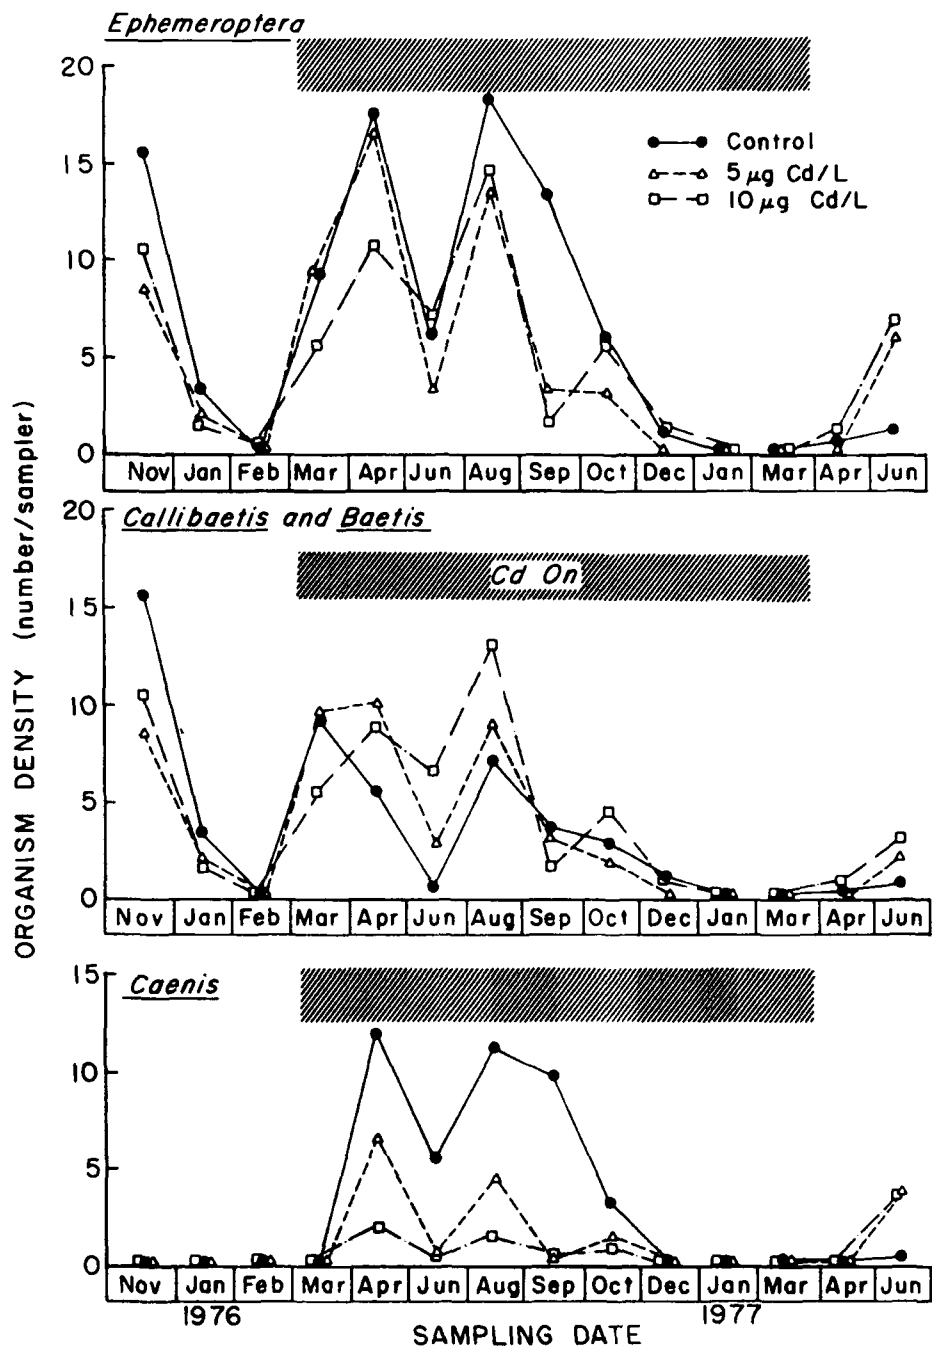 Ephemeroptera
20
15
10
5
0
Control
5 µg Cd/L
10 µg Cd/L
Nov Jan Feb Mar Apr Jun Aug Sep Oct Dec Jan Mar Apr Jun
ORGANISM DENSITY (number/sampler)
Callibaetis and Baetis
20
15
10
5
0
Cd On
Nov Jan Feb Mar Apr Jun Aug Sep Oct Dec Jan Mar Apr Jun
Caenis
15
10
5
0
Nov Jan Feb Mar Apr Jun Aug Sep Oct Dec Jan Mar Apr Jun
1976 1977
SAMPLING DATE